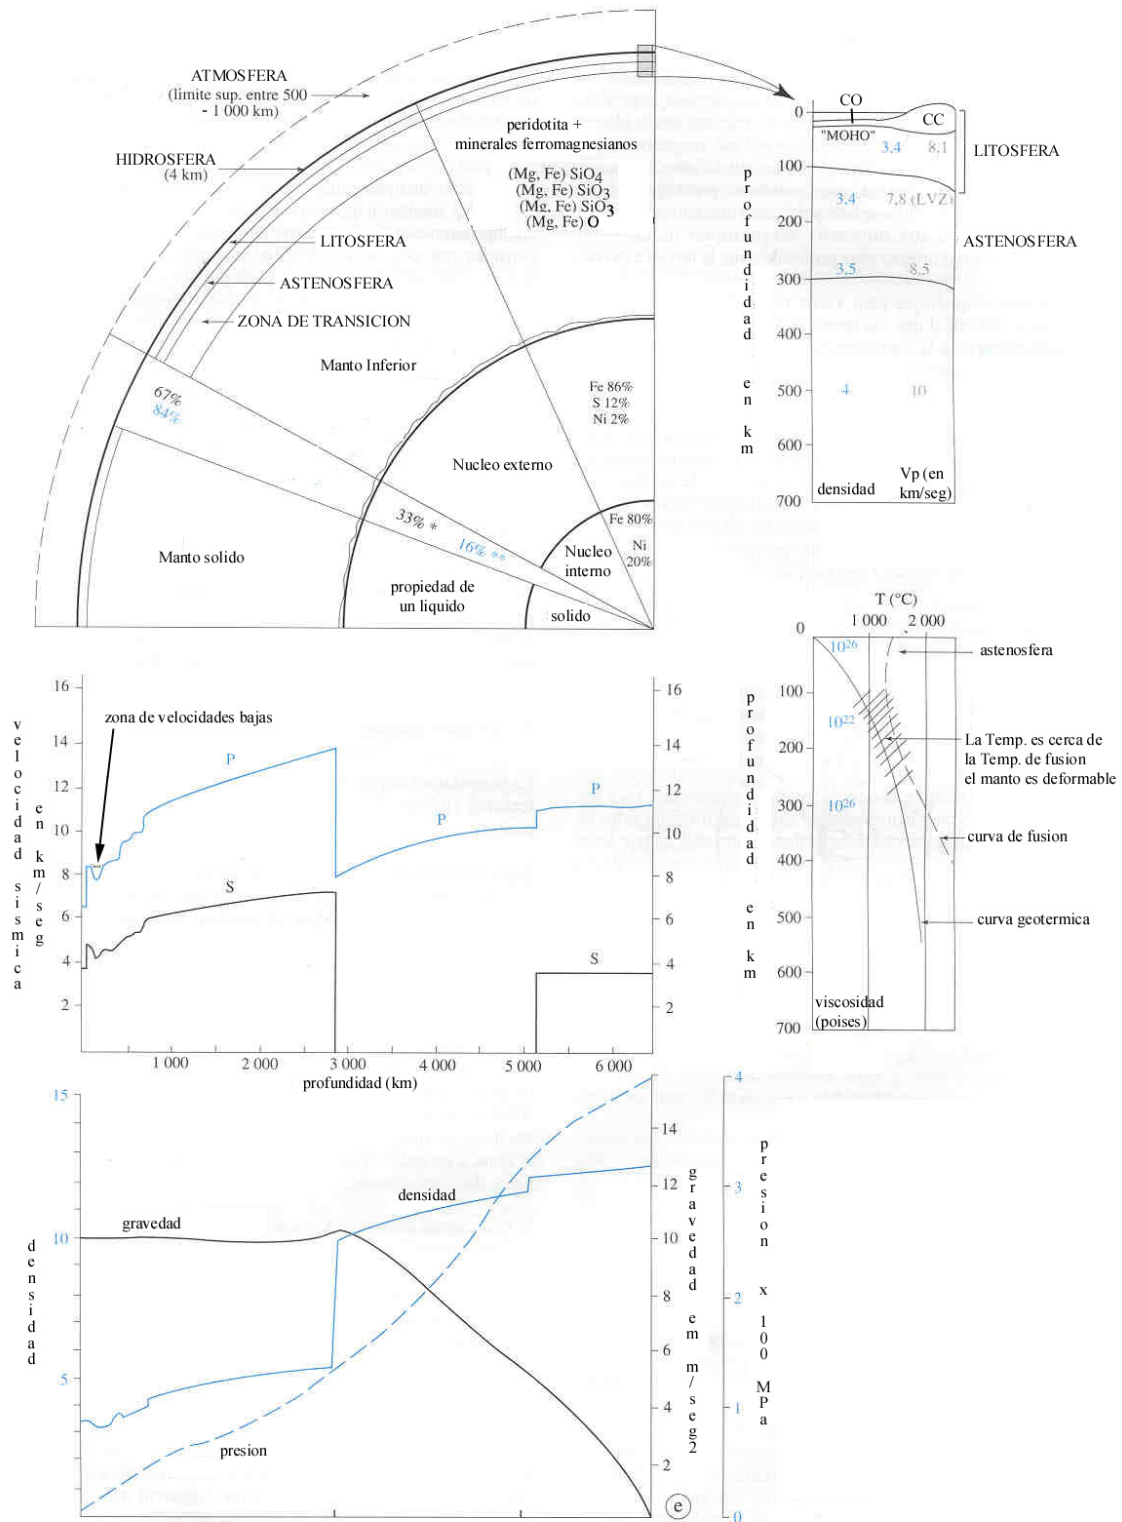 ATMOSFERA
(limite sup. entre 500
- 1 000 km)
HIDROSFERA
(4 km)
peridotita +
minerales ferromagnesianos
(Mg, Fe) SiO4
(Mg, Fe) SiO3
(Mg, Fe) SiO3
(Mg, Fe) O
LITOSFERA
ASTENOSFERA
ZONA DE TRANSICION
Manto Inferior
67%
84%
Fe 86%
S 12%
Ni 2%
Nucleo externo
33% *
16% **
Fe 80%
Ni
20%
Nucleo
interno
Manto solido
propiedad de
un liquido
solido
CO
CC
"MOHO"
3.4 8.1
LITOSFERA
3.4 7.8 (LVZ)
ASTENOSFERA
3.5 8.5
4 10
densidad
Vp (en
km/seg)
0
100
200
300
400
500
600
700
profundidad en km
T (°C)
1 000 2 000
0
100
200
300
400
500
600
700
profundidad en km
1026
1022
1026
astenosfera
La Temp. es cerca de
la Temp. de fusion
el manto es deformable
curva de fusion
curva geotermica
viscosidad
(poises)
velocidad sismica
en km/seg
16
14
12
10
8
6
4
2
zona de velocidades bajas
P
P
P
S
S
16
14
12
10
8
6
4
2
1 000 2 000 3 000 4 000 5 000 6 000
profundidad (km)
densidad
15
10
5
gravedad
densidad
presion
14
12
10
8
6
4
2
gravedad em m/seg2
4
3
2
1
0
presion x 100 MPa
e